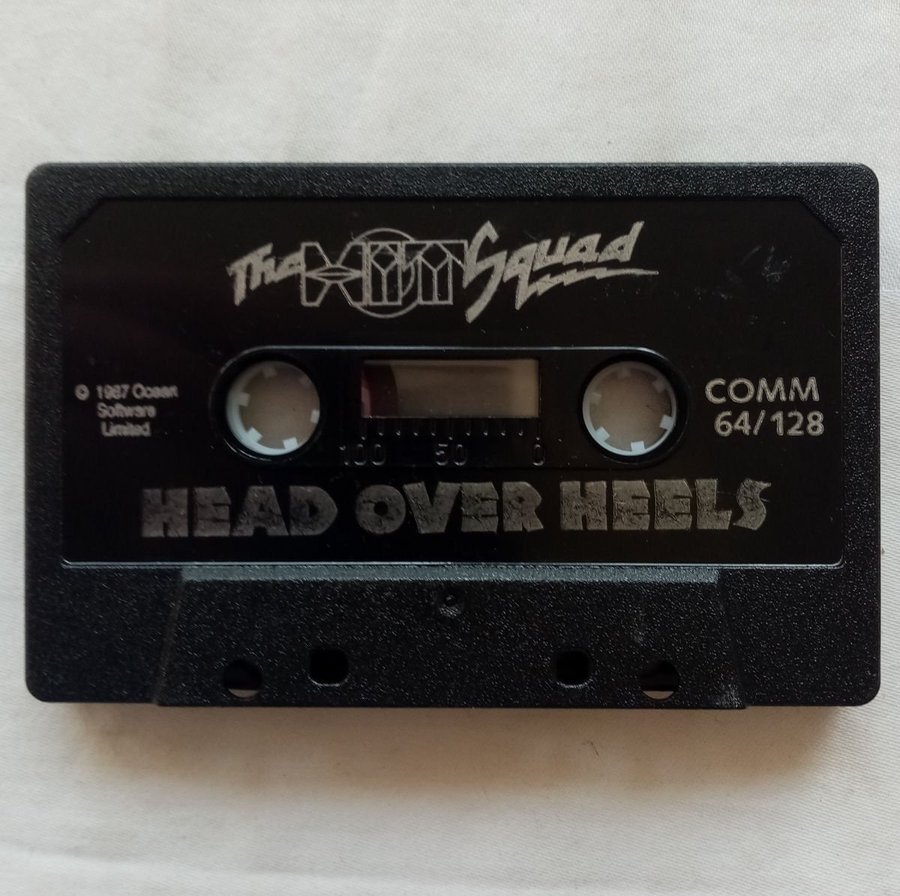 The HIT Squad
© 1987 Ocean
Software
Limited
COMM
64/128
100 50 0
HEAD OVER HEELS